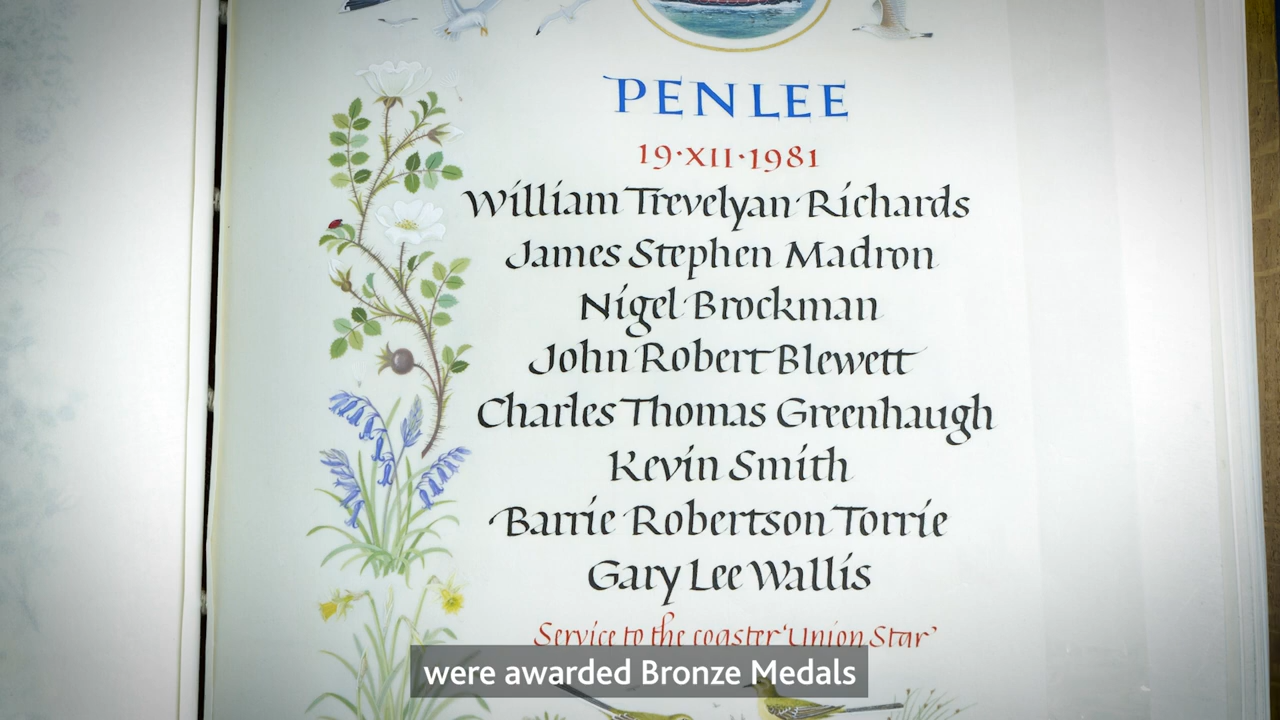 PENLEE
19·XII·1981
William Trevelyan Richards
James Stephen Madron
Nigel Brockman
John Robert Blewett
Charles Thomas Greenhaugh
Kevin Smith
Barrie Robertson Torrie
Gary Lee Wallis
Service to the coaster 'Union Star'
were awarded Bronze Medals